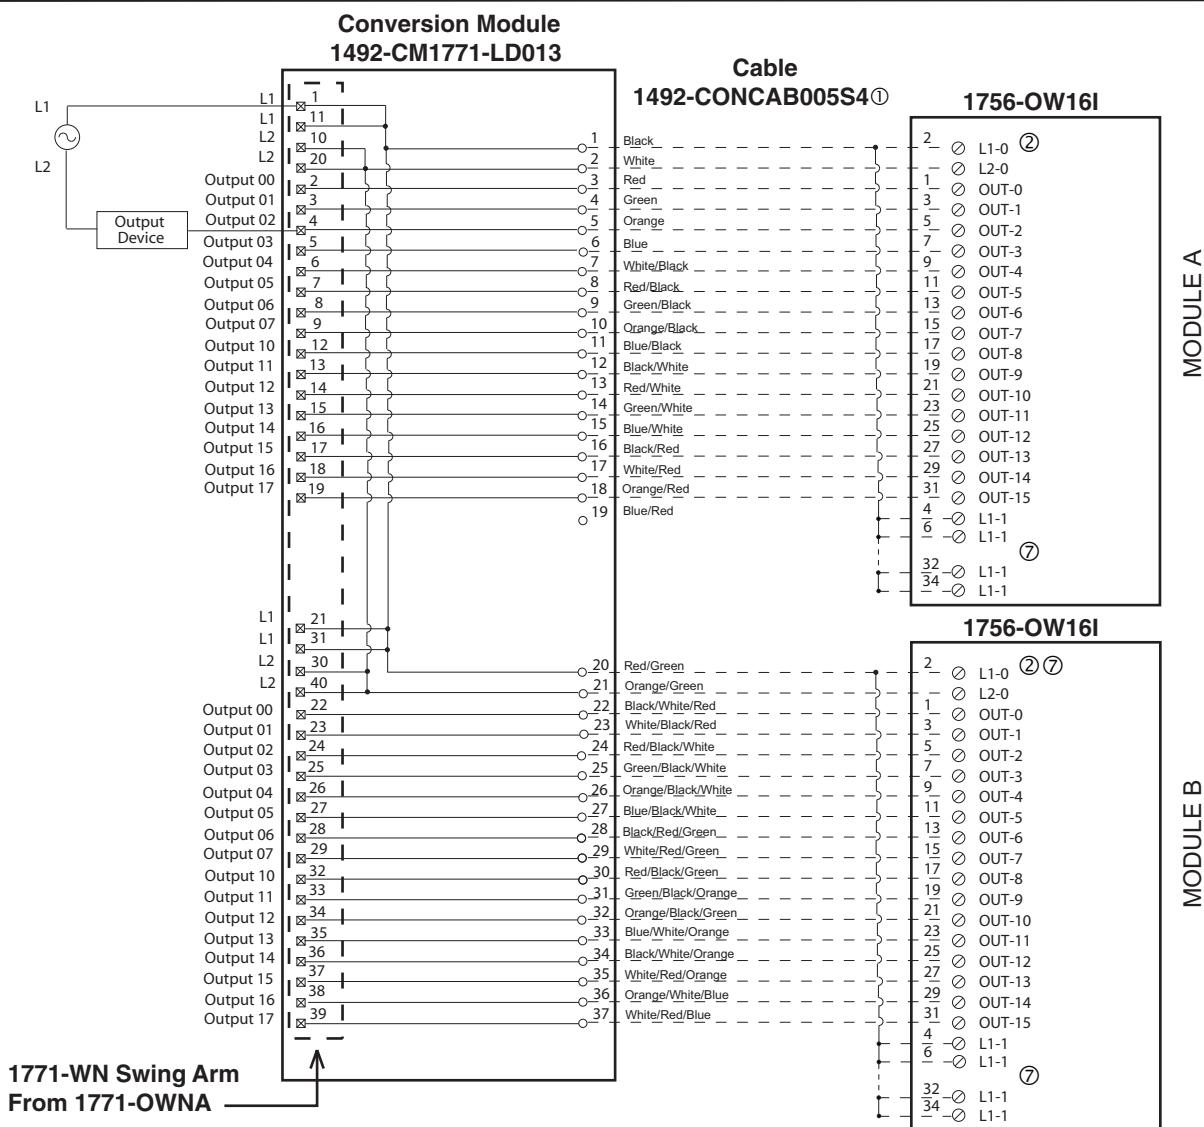 Conversion Module
1492-CM1771-LD013
Cable
1492-CONCAB005S4①
1756-OW16I
L1
L2
Output
Device
L1 1
L1 11
L2 10
L2 20
Output 00 2
Output 01 3
Output 02 4
Output 03 5
Output 04 6
Output 05 7
Output 06 8
Output 07 9
Output 10 12
Output 11 13
Output 12 14
Output 13 15
Output 14 16
Output 15 17
Output 16 18
Output 17 19
1 Black
2 White
3 Red
4 Green
5 Orange
6 Blue
7 White/Black
8 Red/Black
9 Green/Black
10 Orange/Black
11 Blue/Black
12 Black/White
13 Red/White
14 Green/White
15 Blue/White
16 Black/Red
17 White/Red
18 Orange/Red
19 Blue/Red
2 L1-0 ②
L2-0
1 OUT-0
3 OUT-1
5 OUT-2
7 OUT-3
9 OUT-4
11 OUT-5
13 OUT-6
15 OUT-7
17 OUT-8
19 OUT-9
21 OUT-10
23 OUT-11
25 OUT-12
27 OUT-13
29 OUT-14
31 OUT-15
4 L1-1
6 L1-1
⑦
32 L1-1
34 L1-1
MODULE A
1756-OW16I
L1 21
L1 31
L2 30
L2 40
Output 00 22
Output 01 23
Output 02 24
Output 03 25
Output 04 26
Output 05 27
Output 06 28
Output 07 29
Output 10 32
Output 11 33
Output 12 34
Output 13 35
Output 14 36
Output 15 37
Output 16 38
Output 17 39
20 Red/Green
21 Orange/Green
22 Black/White/Red
23 White/Black/Red
24 Red/Black/White
25 Green/Black/White
26 Orange/Black/White
27 Blue/Black/White
28 Black/Red/Green
29 White/Red/Green
30 Red/Black/Green
31 Green/Black/Orange
32 Orange/Black/Green
33 Blue/White/Orange
34 Black/White/Orange
35 White/Red/Orange
36 Orange/White/Blue
37 White/Red/Blue
2 L1-0 ②⑦
L2-0
1 OUT-0
3 OUT-1
5 OUT-2
7 OUT-3
9 OUT-4
11 OUT-5
13 OUT-6
15 OUT-7
17 OUT-8
19 OUT-9
21 OUT-10
23 OUT-11
25 OUT-12
27 OUT-13
29 OUT-14
31 OUT-15
4 L1-1
6 L1-1
⑦
32 L1-1
34 L1-1
MODULE B
1771-WN Swing Arm
From 1771-OWNA